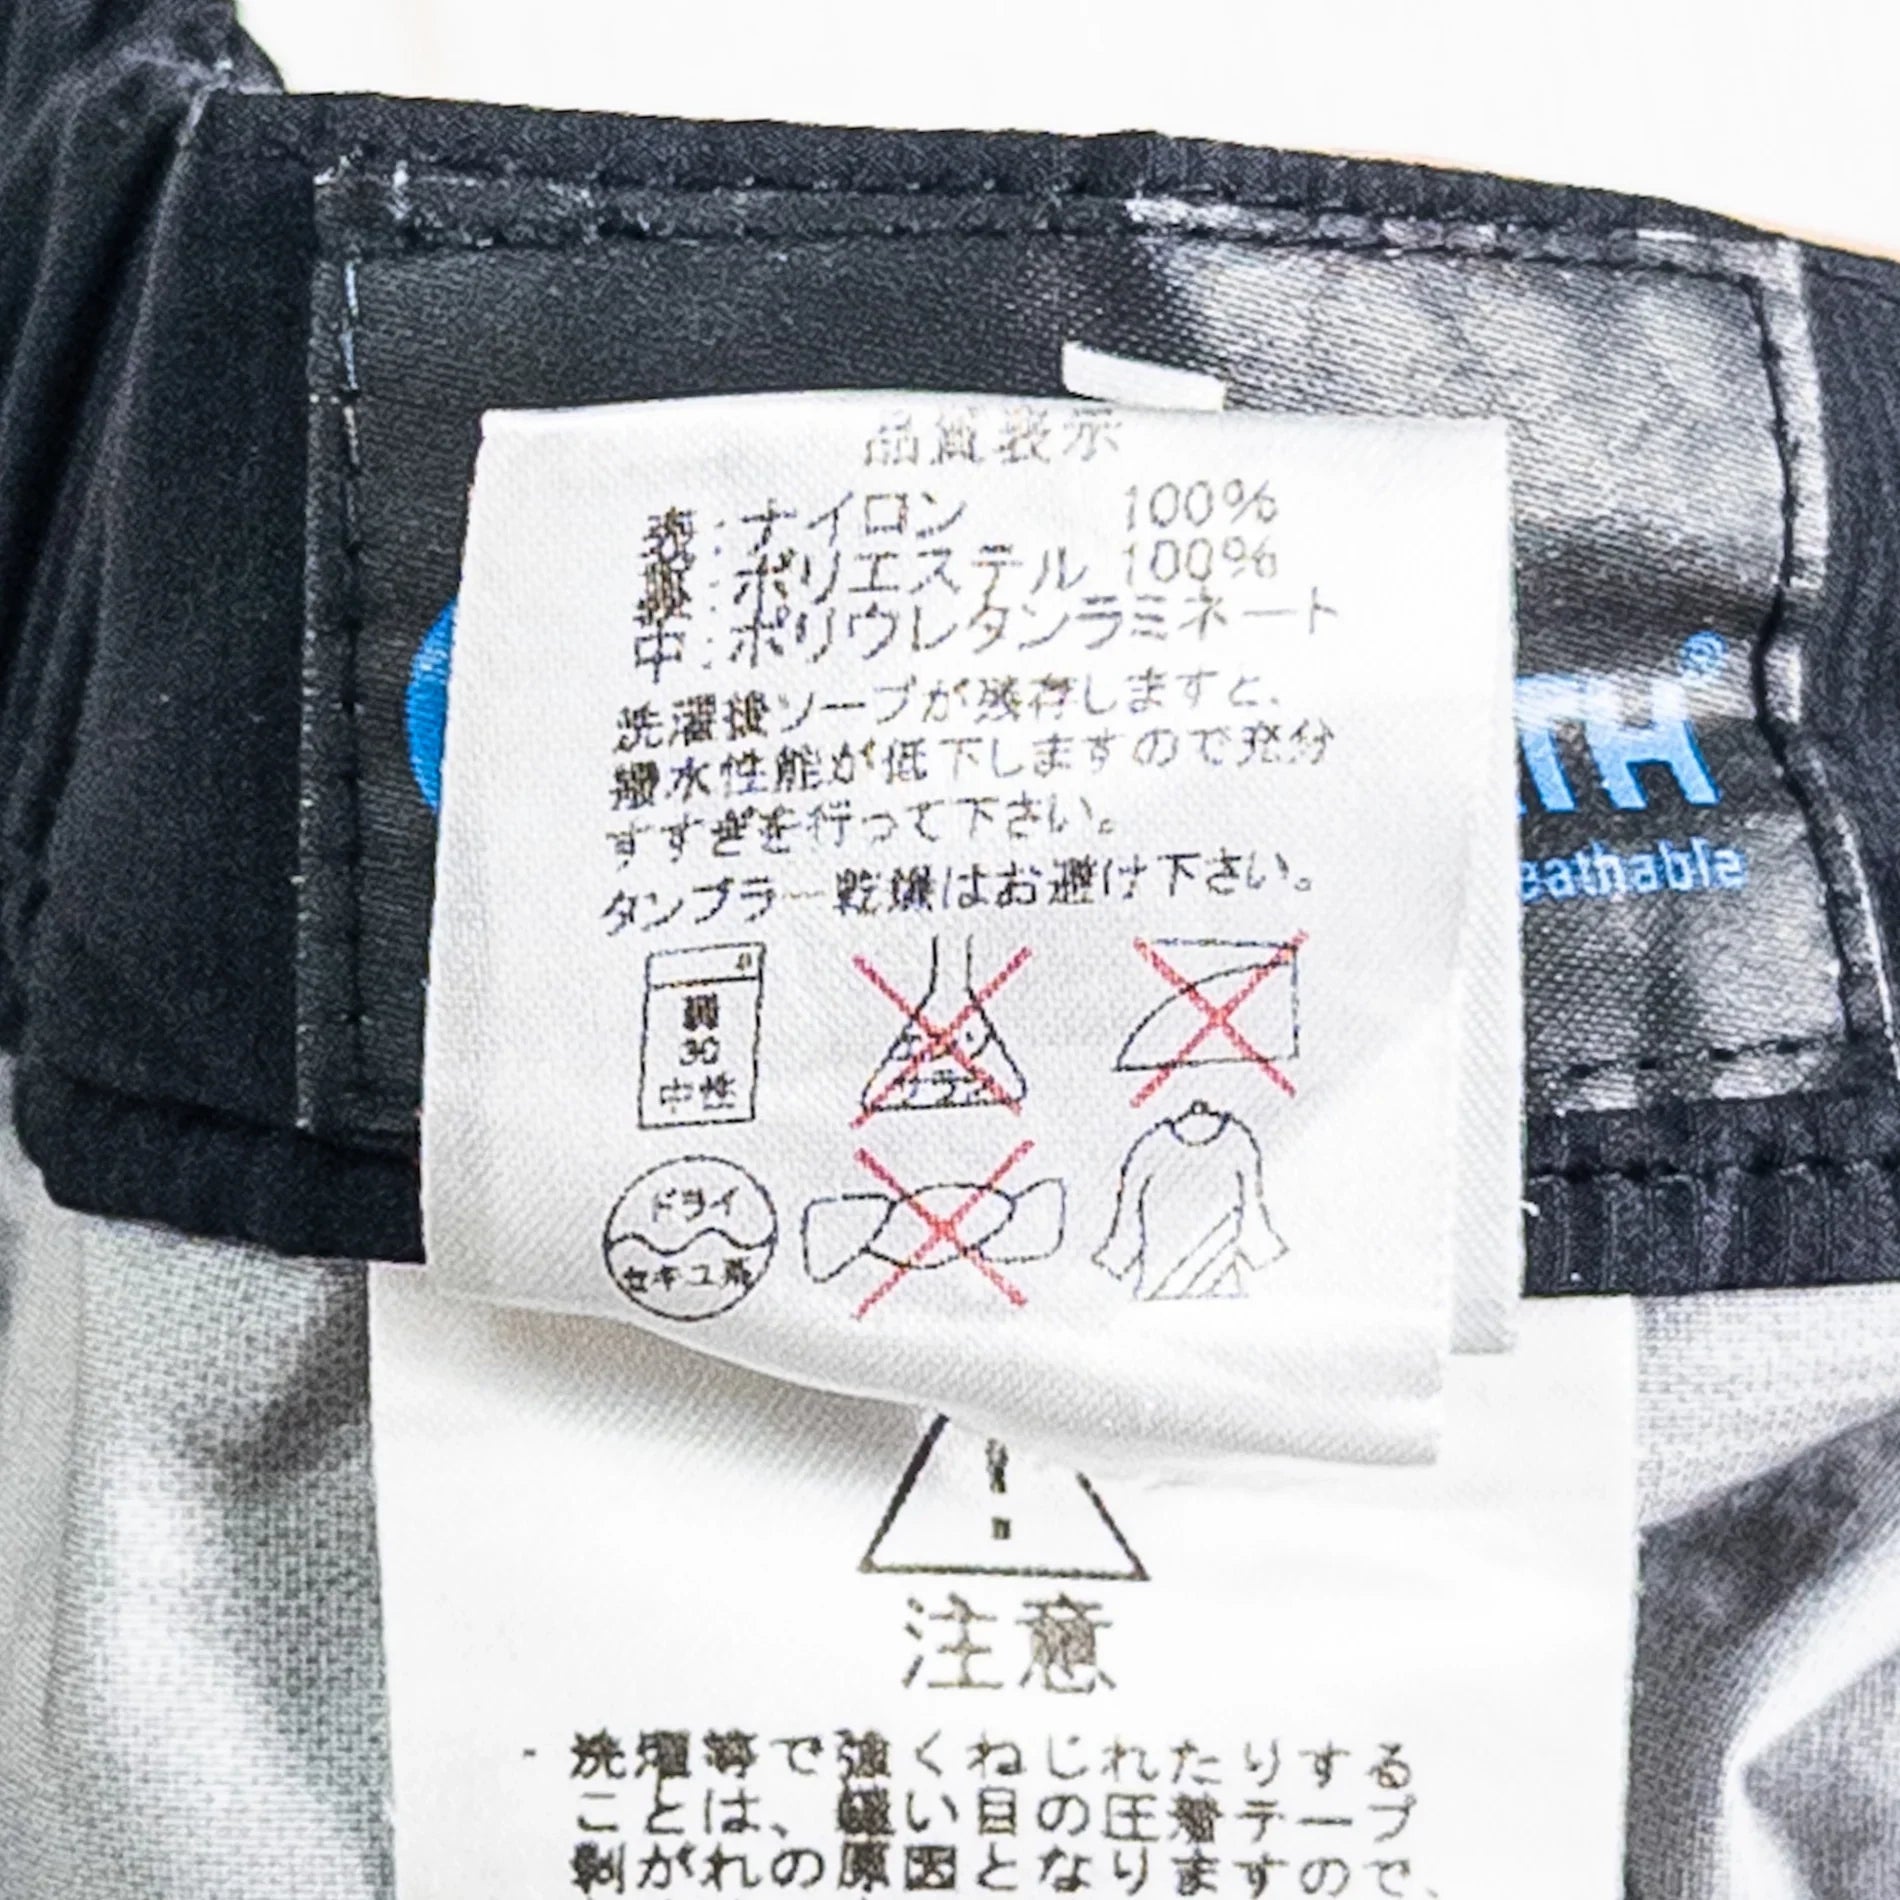 品質表示
表:ナイロン 100%
裏:ポリエステル 100%
中:ポリウレタンラミネート
洗濯後ソープが残存しますと、
撥水性能が低下しますので充分
すすぎを行って下さい。
タンブラー乾燥はお避け下さい。
弱
30
中性
エンソ
サラシ
ドライ
セキユ系
TH®
eathable
注意
・洗濯等で強くねじれたりする
ことは、縫い目の圧着テープ
剥がれの原因となりますので、